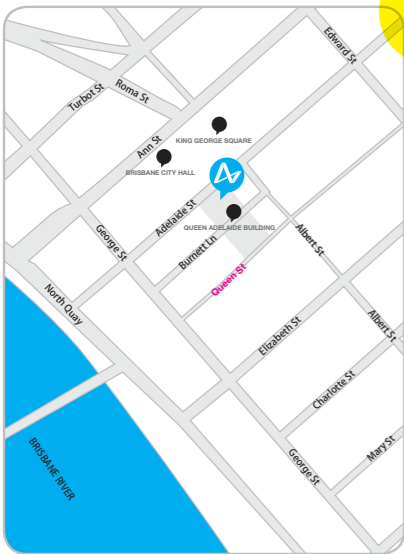 Edward St
Turbot St
Roma St
Ann St
KING GEORGE SQUARE
BRISBANE CITY HALL
Adelaide St
QUEEN ADELAIDE BUILDING
George St
Burnett Ln
Albert St
Queen St
North Quay
Elizabeth St
Albert St
Charlotte St
Mary St
George St
BRISBANE RIVER